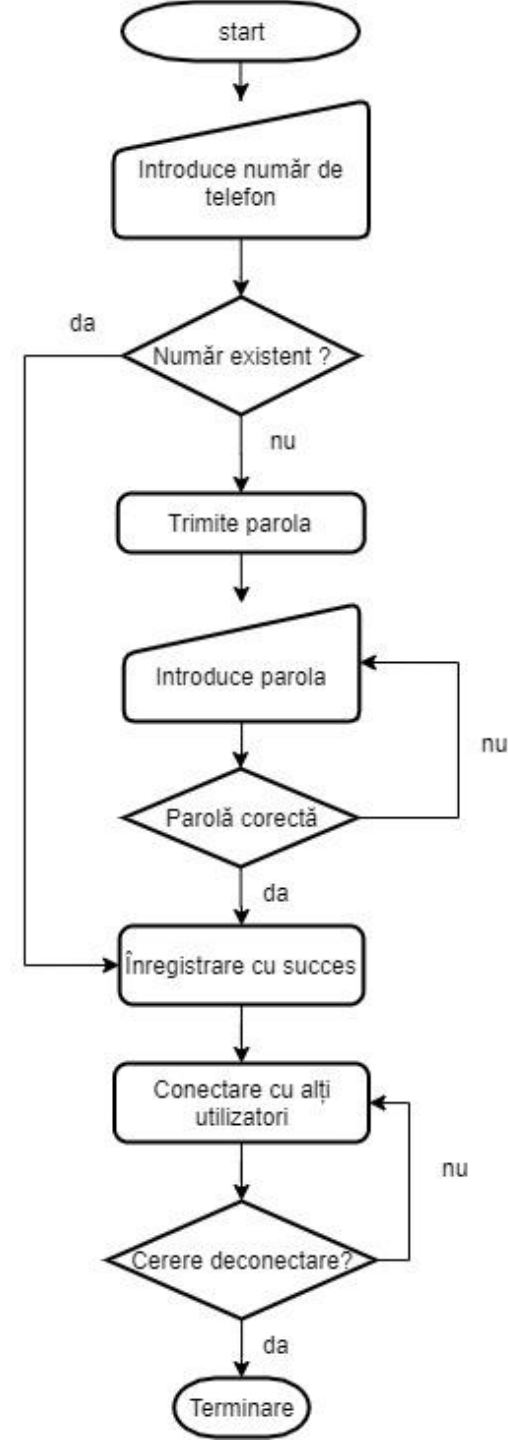 start
Introduce număr de
telefon
da
Număr existent ?
nu
Trimite parola
Introduce parola
nu
Parolă corectă
da
Înregistrare cu succes
Conectare cu alți
utilizatori
nu
Cerere deconectare?
da
Terminare